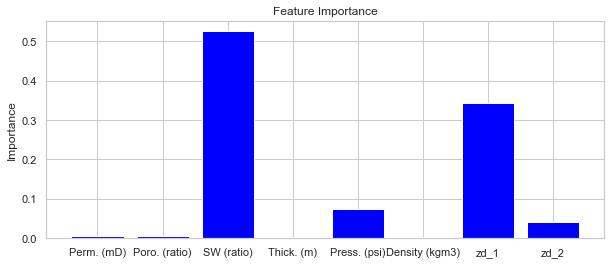 Feature Importance
Importance
0.5
0.4
0.3
0.2
0.1
0.0
Perm. (mD) Poro. (ratio) SW (ratio) Thick. (m) Press. (psi) Density (kgm3) zd_1 zd_2